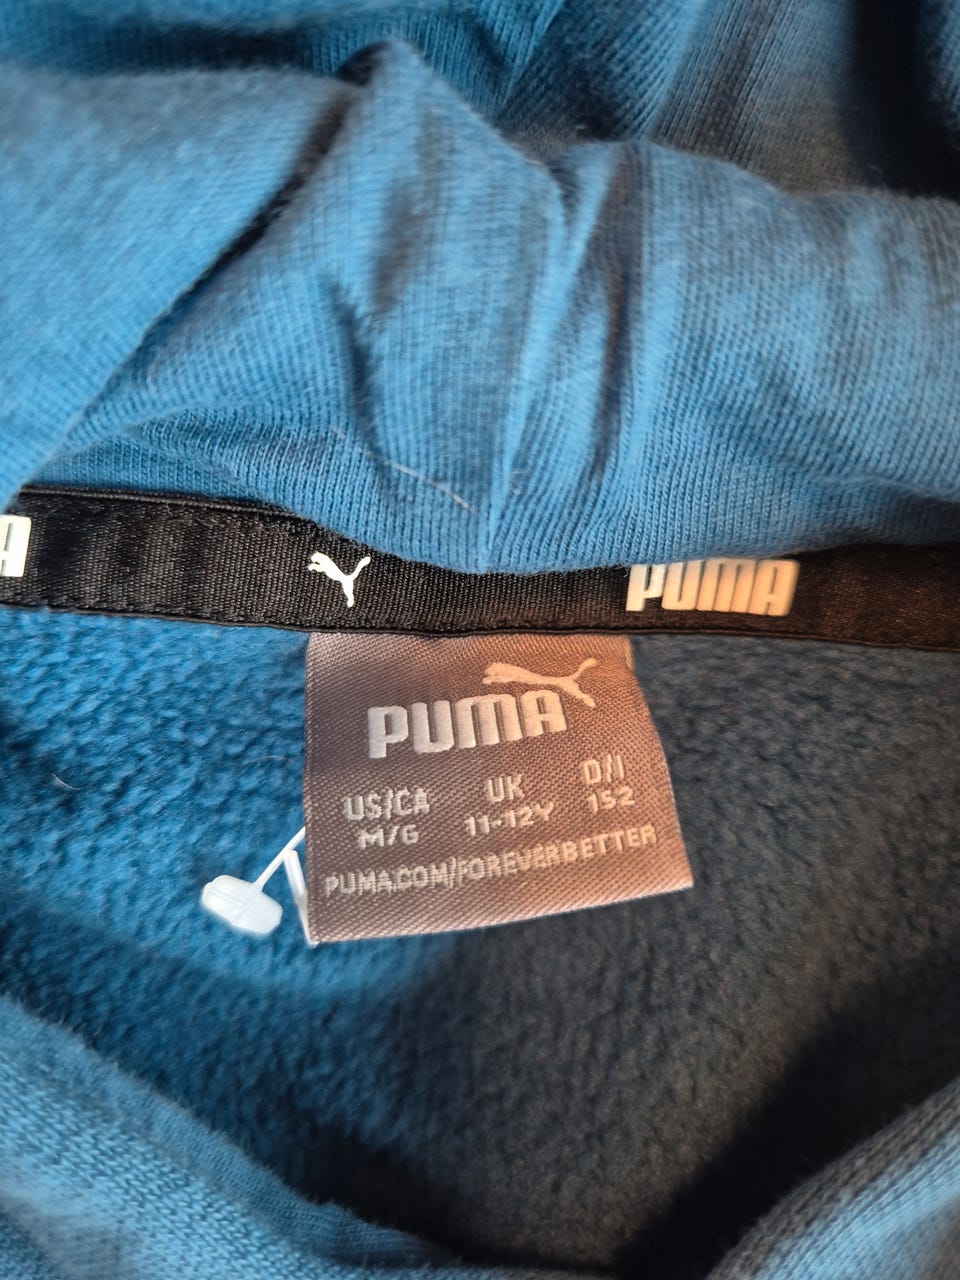 A
PUMA
PUMA
US/CA UK D/I
M/G 11-12Y 152
PUMA.COM/FOREVERBETTER